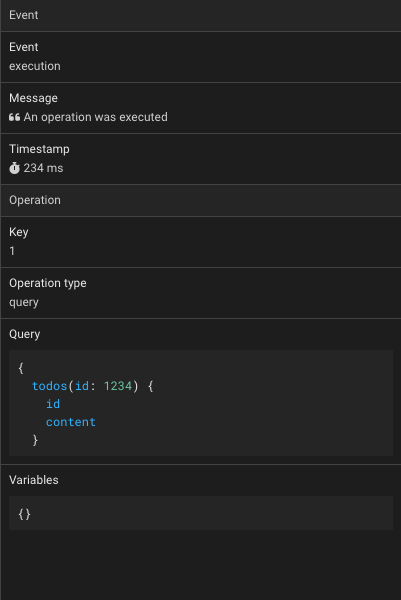 Event
Event
execution
Message
❝ An operation was executed
Timestamp
234 ms
Operation
Key
1
Operation type
query
Query
{
  todos(id: 1234) {
    id
    content
  }
Variables
{}